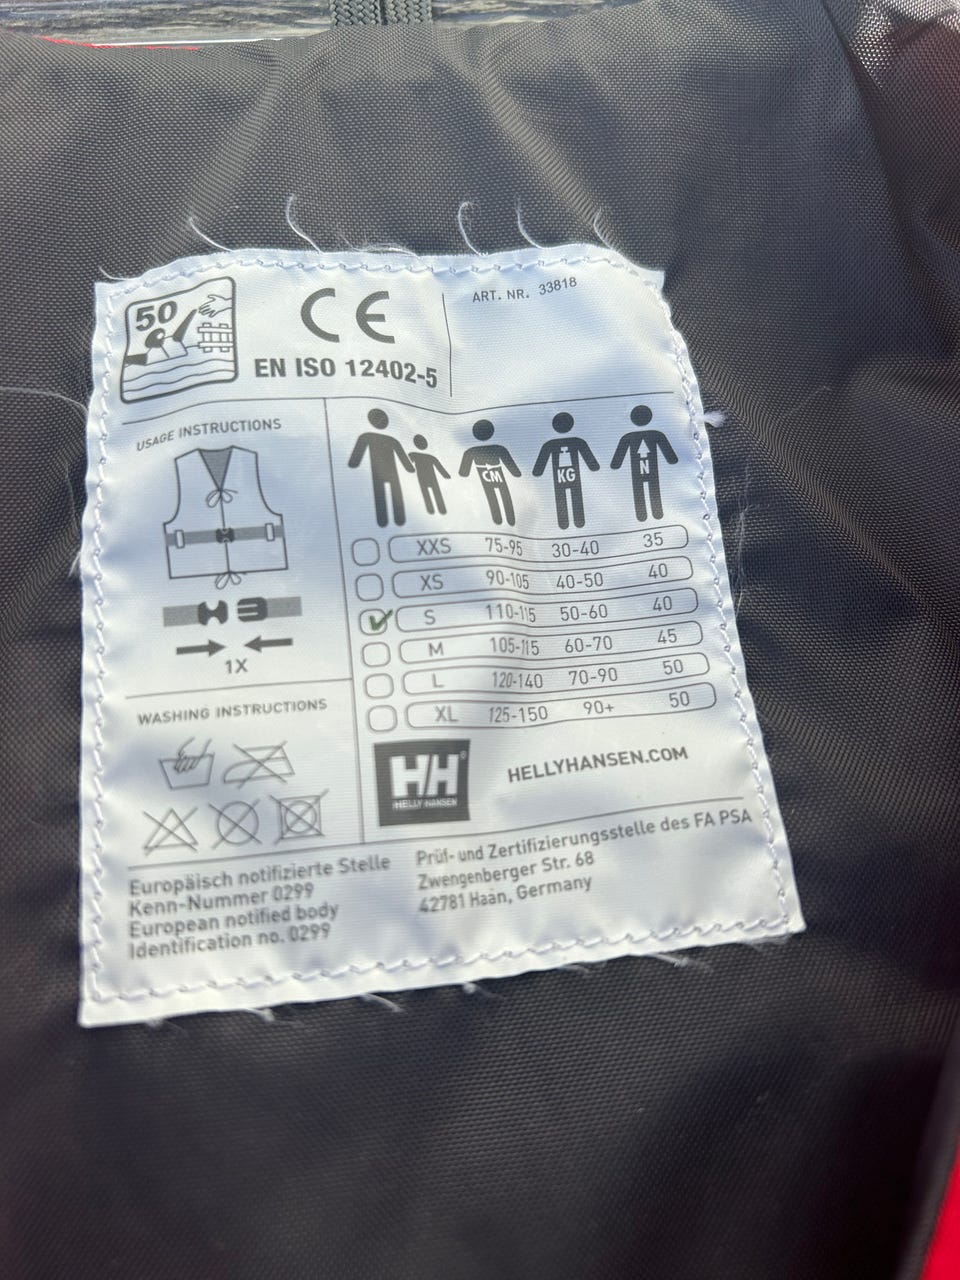 50
CE
EN ISO 12402-5
ART. NR. 33818
USAGE INSTRUCTIONS
1X
CM KG N
XXS 75-95 30-40 35
XS 90-105 40-50 40
S 110-115 50-60 40
M 105-115 60-70 45
L 120-140 70-90 50
XL 125-150 90+ 50
WASHING INSTRUCTIONS
HH
HELLY HANSEN
HELLYHANSEN.COM
Europäisch notifizierte Stelle
Kenn-Nummer 0299
European notified body
Identification no. 0299
Prüf- und Zertifizierungsstelle des FA PSA
Zwengenberger Str. 68
42781 Haan, Germany